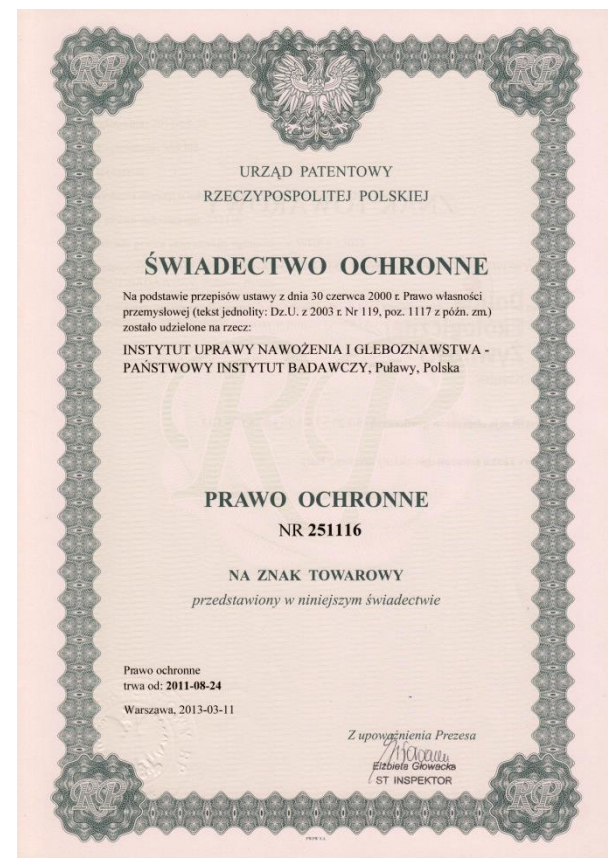 URZĄD PATENTOWY
RZECZYPOSPOLITEJ POLSKIEJ
ŚWIADECTWO OCHRONNE
Na podstawie przepisów ustawy z dnia 30 czerwca 2000 r. Prawo własności
przemysłowej (tekst jednolity: Dz.U. z 2003 r. Nr 119, poz. 1117 z późn. zm.)
zostało udzielone na rzecz:
INSTYTUT UPRAWY NAWOŻENIA I GLEBOZNAWSTWA -
PAŃSTWOWY INSTYTUT BADAWCZY, Puławy, Polska
PRAWO OCHRONNE
NR 251116
NA ZNAK TOWAROWY
przedstawiony w niniejszym świadectwie
Prawo ochronne
trwa od: 2011-08-24
Warszawa, 2013-03-11
Z upoważnienia Prezesa
Elżbieta Głowacka
ST INSPEKTOR